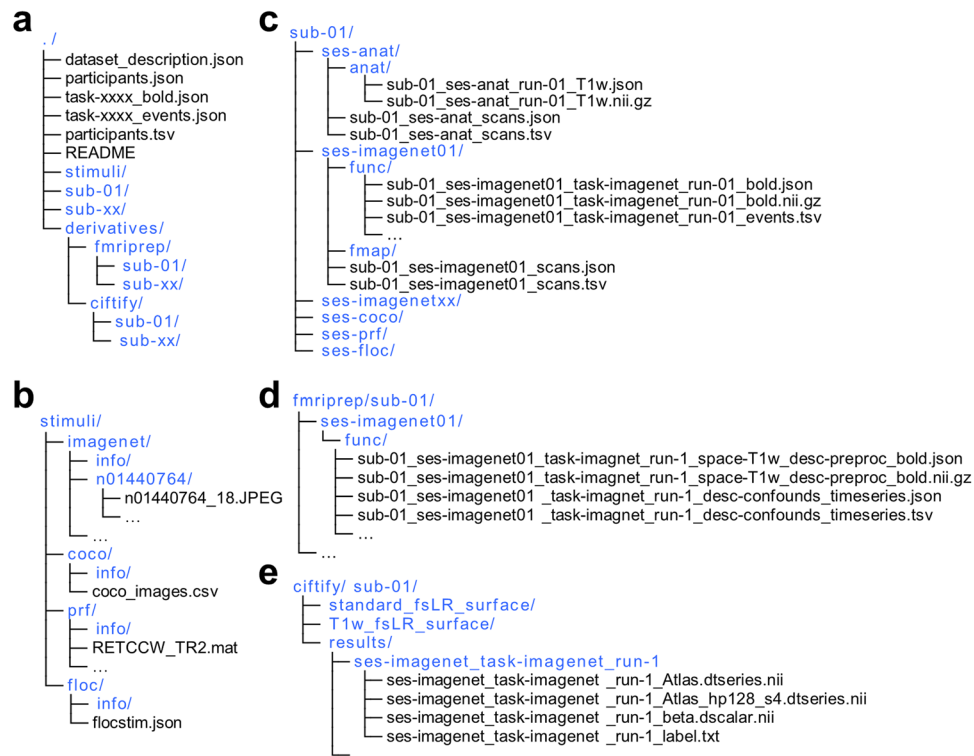 a
. /
dataset_description.json
participants.json
task-xxxx_bold.json
task-xxxx_events.json
participants.tsv
README
stimuli/
sub-01/
sub-xx/
derivatives/
fmriprep/
sub-01/
sub-xx/
ciftify/
sub-01/
sub-xx/
b
stimuli/
imagenet/
info/
n01440764/
n01440764_18.JPEG
...
...
coco/
info/
coco_images.csv
prf/
info/
RETCCW_TR2.mat
...
floc/
info/
flocstim.json
c
sub-01/
ses-anat/
anat/
sub-01_ses-anat_run-01_T1w.json
sub-01_ses-anat_run-01_T1w.nii.gz
sub-01_ses-anat_scans.json
sub-01_ses-anat_scans.tsv
ses-imagenet01/
func/
sub-01_ses-imagenet01_task-imagenet_run-01_bold.json
sub-01_ses-imagenet01_task-imagenet_run-01_bold.nii.gz
sub-01_ses-imagenet01_task-imagenet_run-01_events.tsv
...
fmap/
sub-01_ses-imagenet01_scans.json
sub-01_ses-imagenet01_scans.tsv
ses-imagenetxx/
ses-coco/
ses-prf/
ses-floc/
d
fmriprep/sub-01/
ses-imagenet01/
func/
sub-01_ses-imagenet01_task-imagnet_run-1_space-T1w_desc-preproc_bold.json
sub-01_ses-imagenet01_task-imagnet_run-1_space-T1w_desc-preproc_bold.nii.gz
sub-01_ses-imagenet01 _task-imagnet_run-1_desc-confounds_timeseries.json
sub-01_ses-imagenet01 _task-imagnet_run-1_desc-confounds_timeseries.tsv
...
...
e
ciftify/ sub-01/
standard_fsLR_surface/
T1w_fsLR_surface/
results/
ses-imagenet_task-imagenet_run-1
ses-imagenet_task-imagenet _run-1_Atlas.dtseries.nii
ses-imagenet_task-imagenet _run-1_Atlas_hp128_s4.dtseries.nii
ses-imagenet_task-imagenet _run-1_beta.dscalar.nii
ses-imagenet_task-imagenet _run-1_label.txt